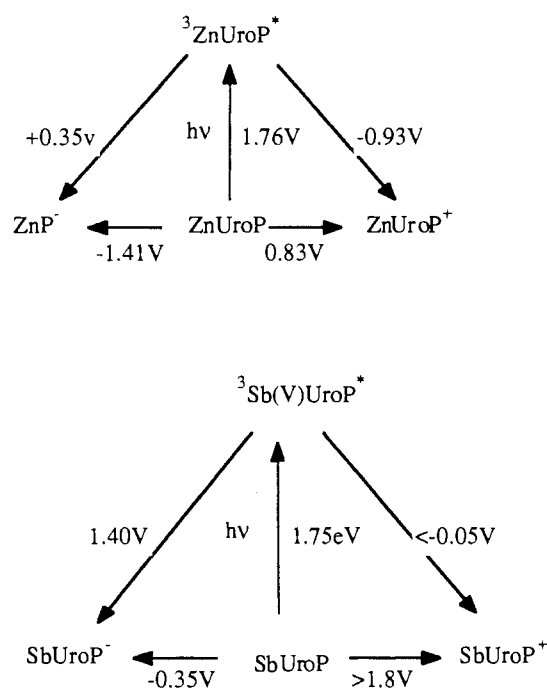 ³ZnUroP*
+0.35v hν 1.76V -0.93V
ZnP⁻ ZnUroP ZnUroP⁺
-1.41V 0.83V
³Sb(V)UroP*
1.40V hν 1.75eV <-0.05V
SbUroP⁻ SbUroP SbUroP⁺
-0.35V >1.8V